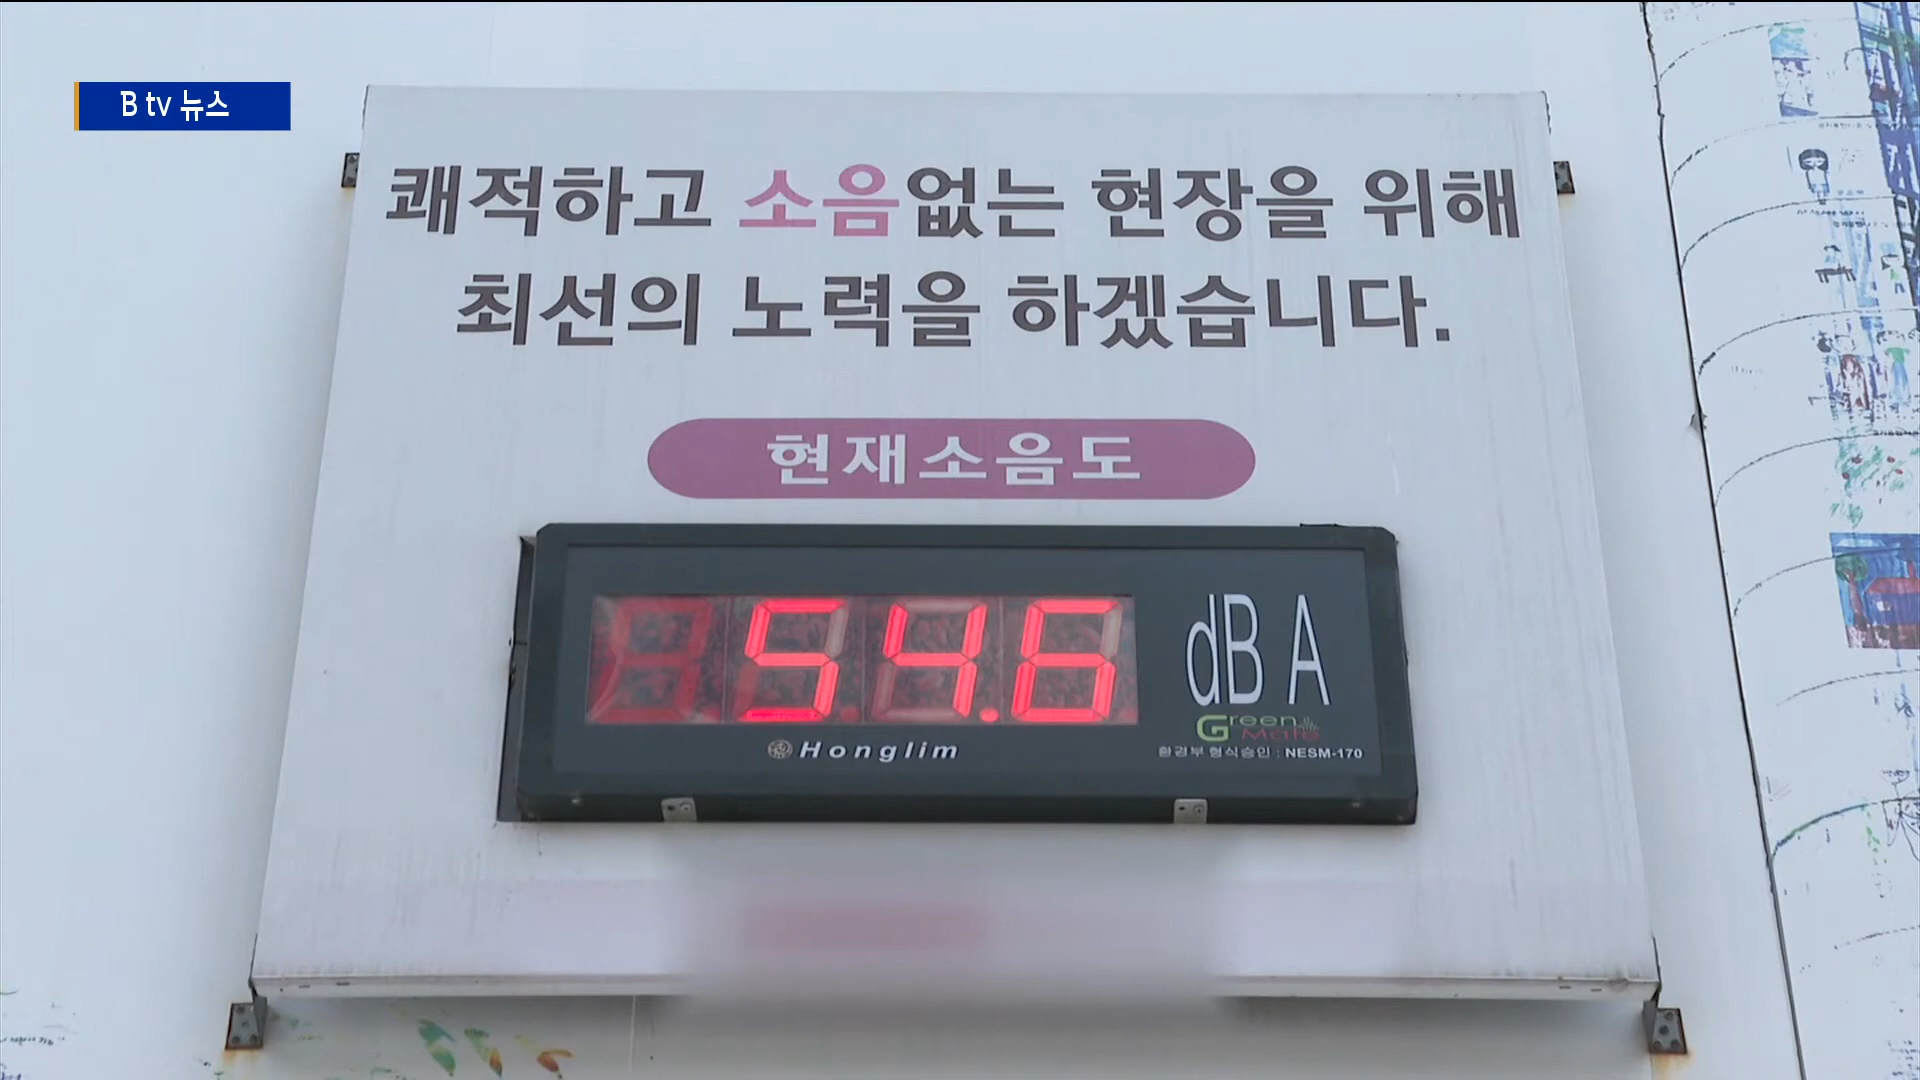 B tv 뉴스
쾌적하고 소음없는 현장을 위해
최선의 노력을 하겠습니다.
현재소음도
54.6
dB A
Green Mate
Honglim
환경부 형식승인 : NESM-170